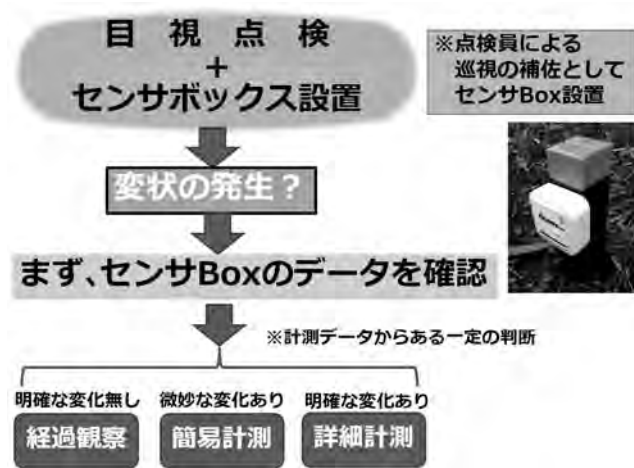 目 視 点 検
+
センサボックス設置
※点検員による
巡視の補佐として
センサBox設置
変状の発生?
まず、センサBoxのデータを確認
※計測データからある一定の判断
明確な変化無し
微妙な変化あり
明確な変化あり
経過観察
簡易計測
詳細計測